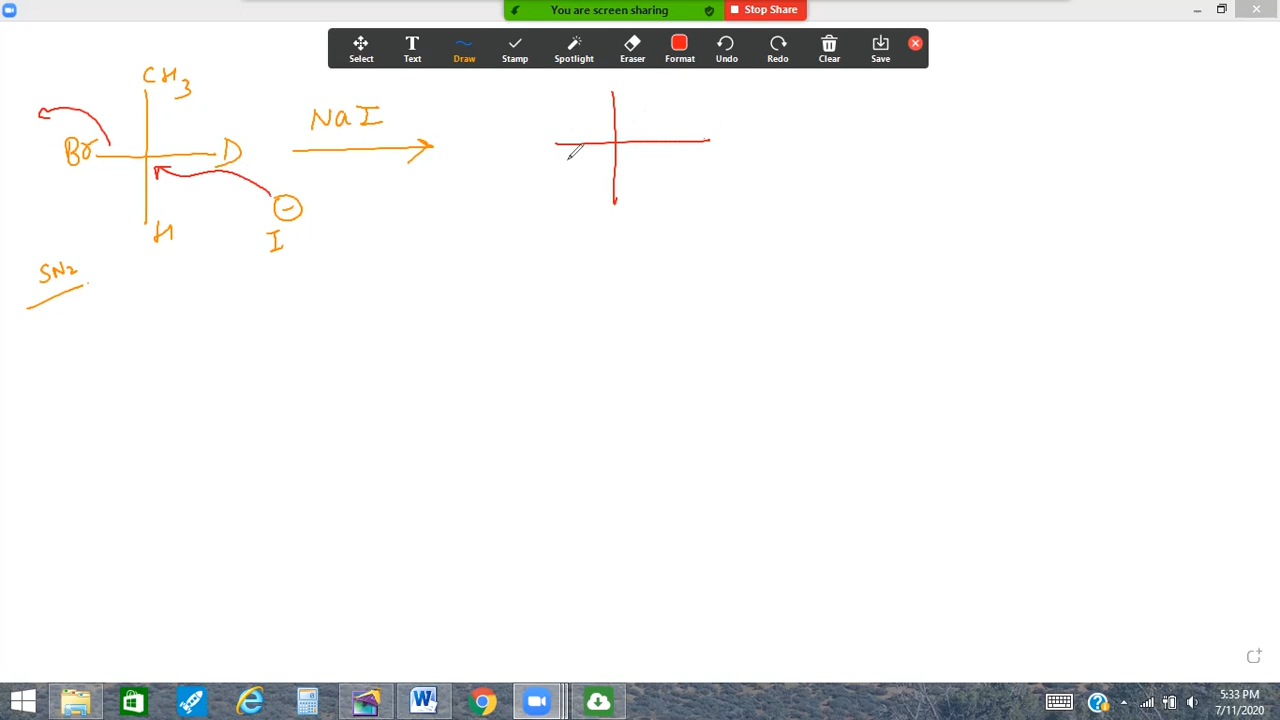 You are screen sharing
Stop Share
Select Text Draw Stamp Spotlight Eraser Format Undo Redo Clear Save
CH3
NaI
Br D
H
I
SN2
W
5:33 PM
7/11/2020